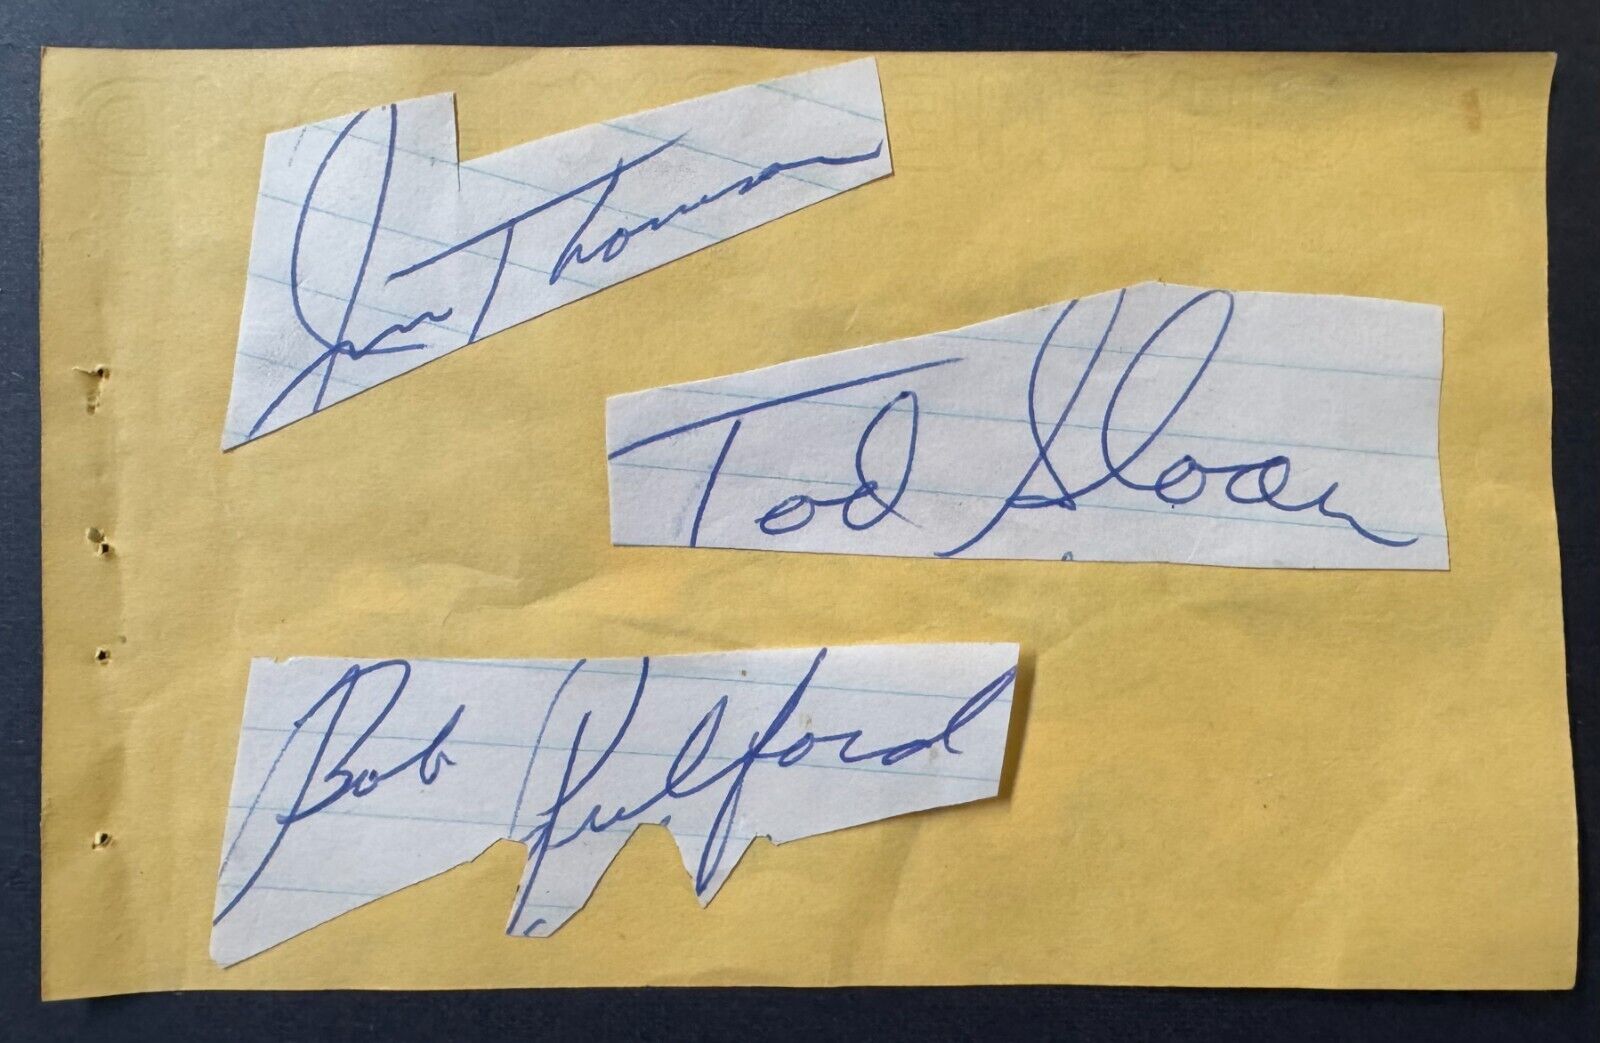 Jim Thomson
Tod Sloan
Bob Pulford